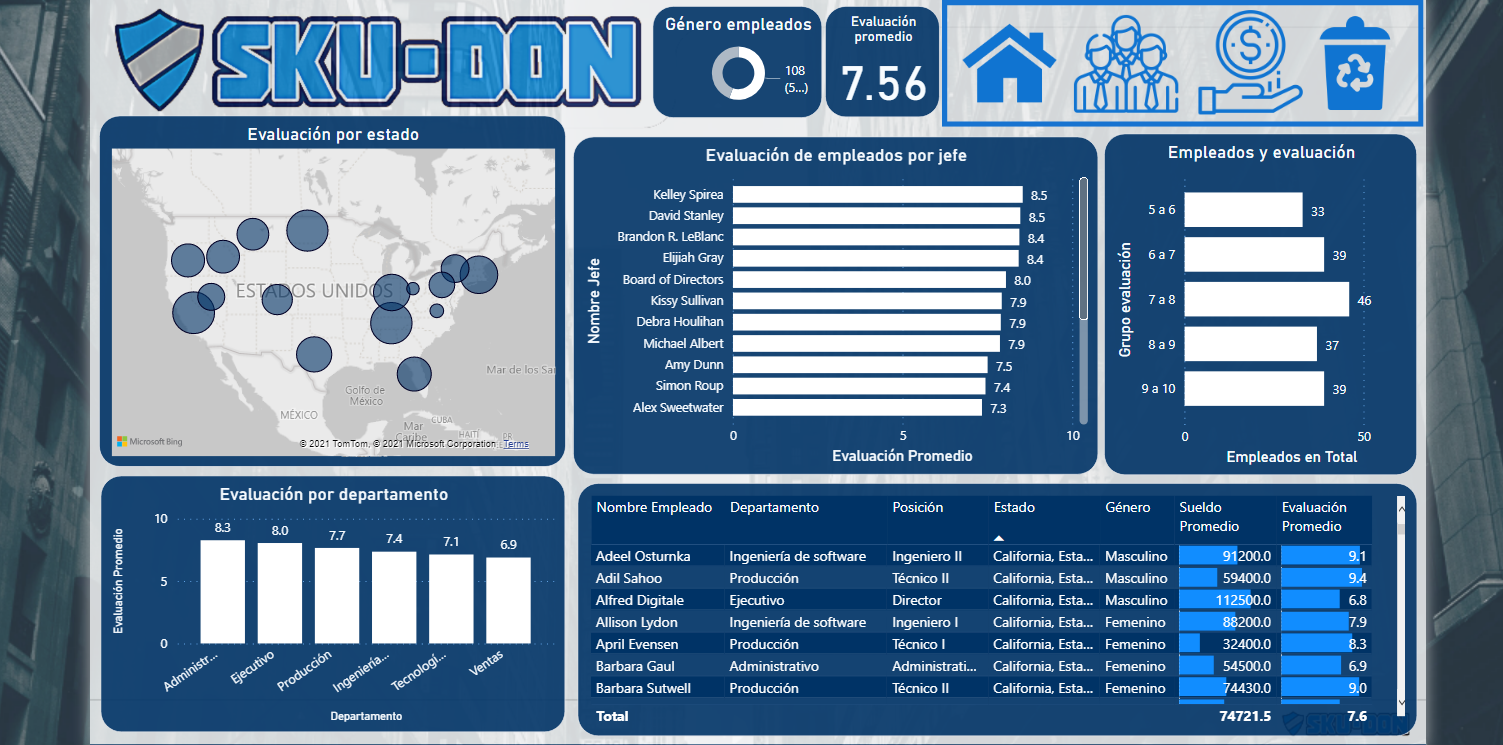 SKU-DON
Género empleados
108
(5...)
Evaluación
promedio
7.56
$
Evaluación por estado
ESTADOS UNIDOS
Golfo de
México
MÉXICO
Mar de los Sar
CUBA
Mar
Caribe
HAITÍ
PR
Microsoft Bing
© 2021 TomTom, © 2021 Microsoft Corporation Terms
Evaluación de empleados por jefe
Nombre Jefe
Kelley Spirea 8.5
David Stanley 8.5
Brandon R. LeBlanc 8.4
Elijiah Gray 8.4
Board of Directors 8.0
Kissy Sullivan 7.9
Debra Houlihan 7.9
Michael Albert 7.9
Amy Dunn 7.5
Simon Roup 7.4
Alex Sweetwater 7.3
0 5 10
Evaluación Promedio
Empleados y evaluación
Grupo evaluación
5 a 6 33
6 a 7 39
7 a 8 46
8 a 9 37
9 a 10 39
0 50
Empleados en Total
Evaluación por departamento
Evaluación Promedio
10
5
0
8.3 8.0 7.7 7.4 7.1 6.9
Administr... Ejecutivo Producción Ingeniería... Tecnologí... Ventas
Departamento
Nombre Empleado Departamento Posición Estado Género Sueldo Promedio Evaluación Promedio
Adeel Osturnka Ingeniería de software Ingeniero II California, Esta... Masculino 91200.0 9.1
Adil Sahoo Producción Técnico II California, Esta... Masculino 59400.0 9.4
Alfred Digitale Ejecutivo Director California, Esta... Masculino 112500.0 6.8
Allison Lydon Ingeniería de software Ingeniero I California, Esta... Femenino 88200.0 7.9
April Evensen Producción Técnico I California, Esta... Femenino 32400.0 8.3
Barbara Gaul Administrativo Administrati... California, Esta... Femenino 54500.0 6.9
Barbara Sutwell Producción Técnico II California, Esta... Femenino 74430.0 9.0
Total 74721.5 7.6
SKU-DON